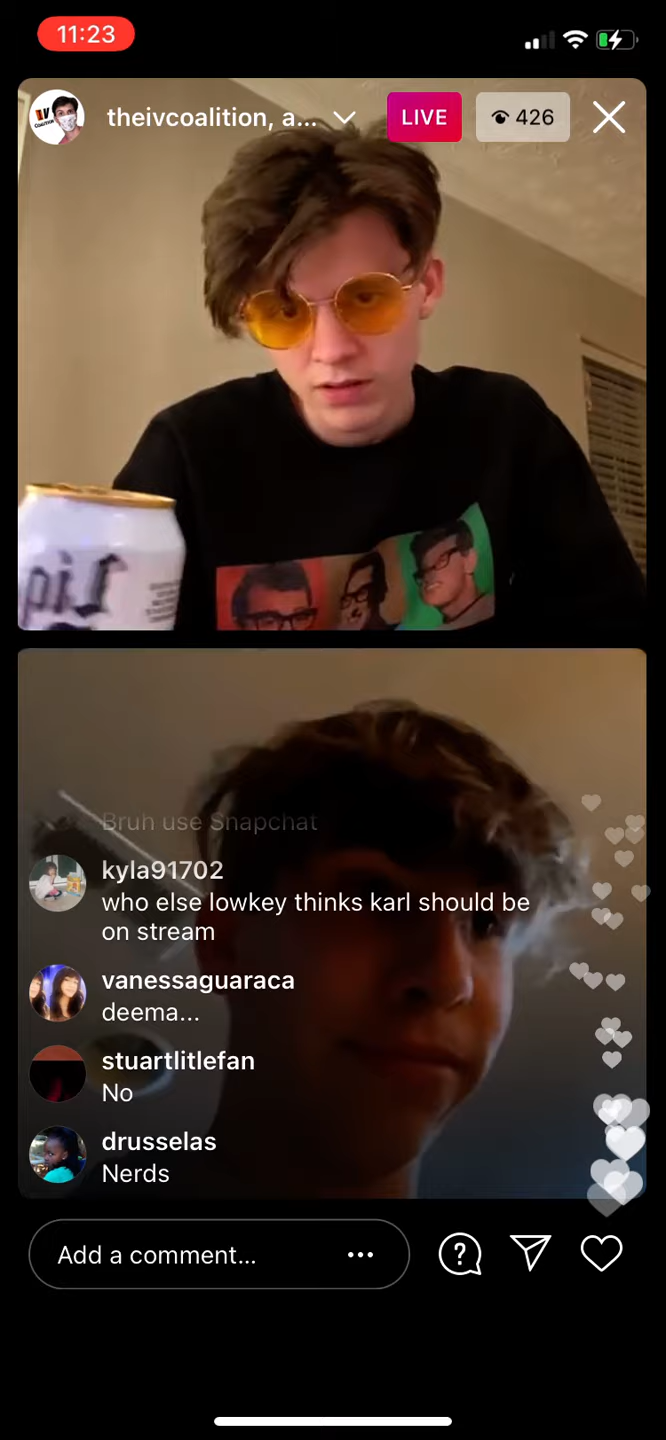 11:23
theivcoalition, a...
LIVE
426
Bruh use Snapchat
kyla91702
who else lowkey thinks karl should be
on stream
vanessaguaraca
deema...
stuartlitlefan
No
drusselas
Nerds
Add a comment...